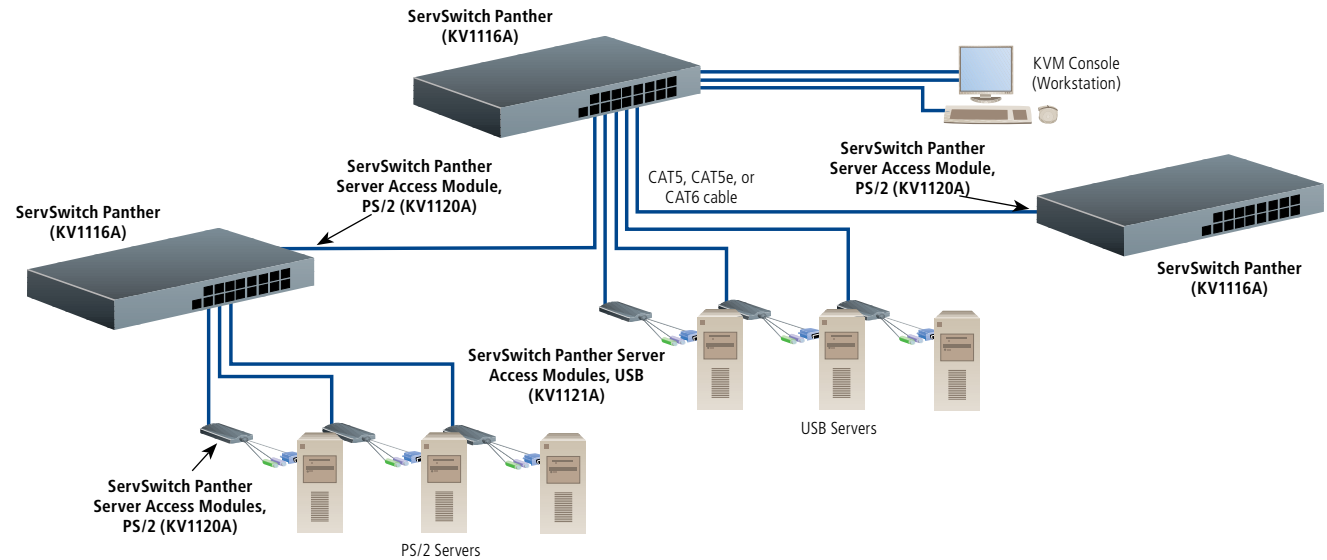 ServSwitch Panther
(KV1116A)
KVM Console
(Workstation)
ServSwitch Panther
Server Access Module,
PS/2 (KV1120A)
CAT5, CAT5e, or
CAT6 cable
ServSwitch Panther
Server Access Module,
PS/2 (KV1120A)
ServSwitch Panther
(KV1116A)
ServSwitch Panther
(KV1116A)
ServSwitch Panther Server
Access Modules, USB
(KV1121A)
USB Servers
ServSwitch Panther
Server Access Modules,
PS/2 (KV1120A)
PS/2 Servers